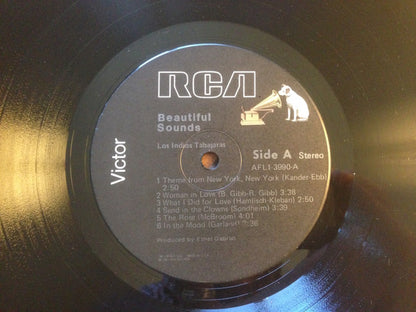 RCA
Victor
Beautiful
Sounds
Los Indios Tabajaras
Side A Stereo
AFL1-3990-A
1 Theme from New York, New York (Kander-Ebb)
2:50
2 Woman in Love (B. Gibb-R. Gibb) 3:38
3 What I Did for Love (Hamlisch-Kleban) 2:50
4 Send in the Clowns (Sondheim) 3:39
5 The Rose (McBroom) 4:01
6 In the Mood (Garland) 2:36
Produced by Ethel Gabriel